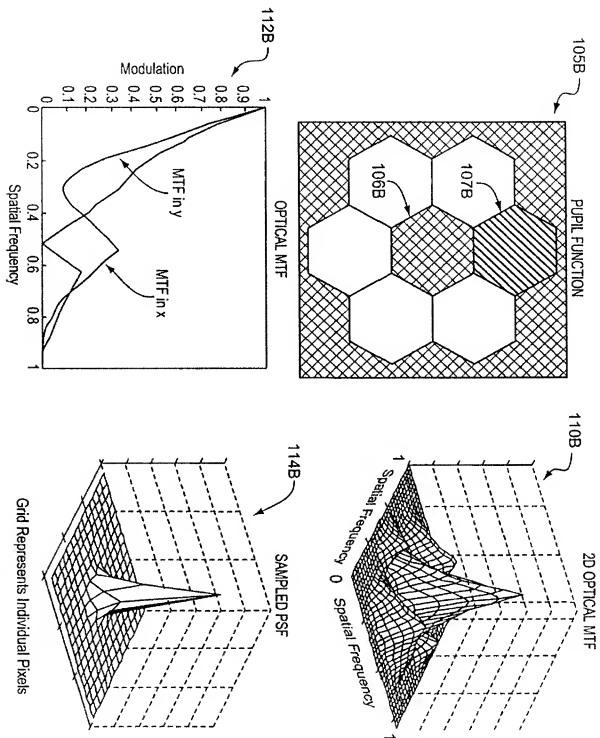 105B
PUPIL FUNCTION
107B
106B
110B
2D OPTICAL MTF
1
Spatial Frequency
0
Spatial Frequency
1
112B
OPTICAL MTF
Modulation
1
0.9
0.8
0.7
0.6
0.5
0.4
0.3
0.2
0.1
0
MTF in y
MTF in x
0.2
0.4
0.6
0.8
1
Spatial Frequency
114B
SAMPLED PSF
Grid Represents Individual Pixels